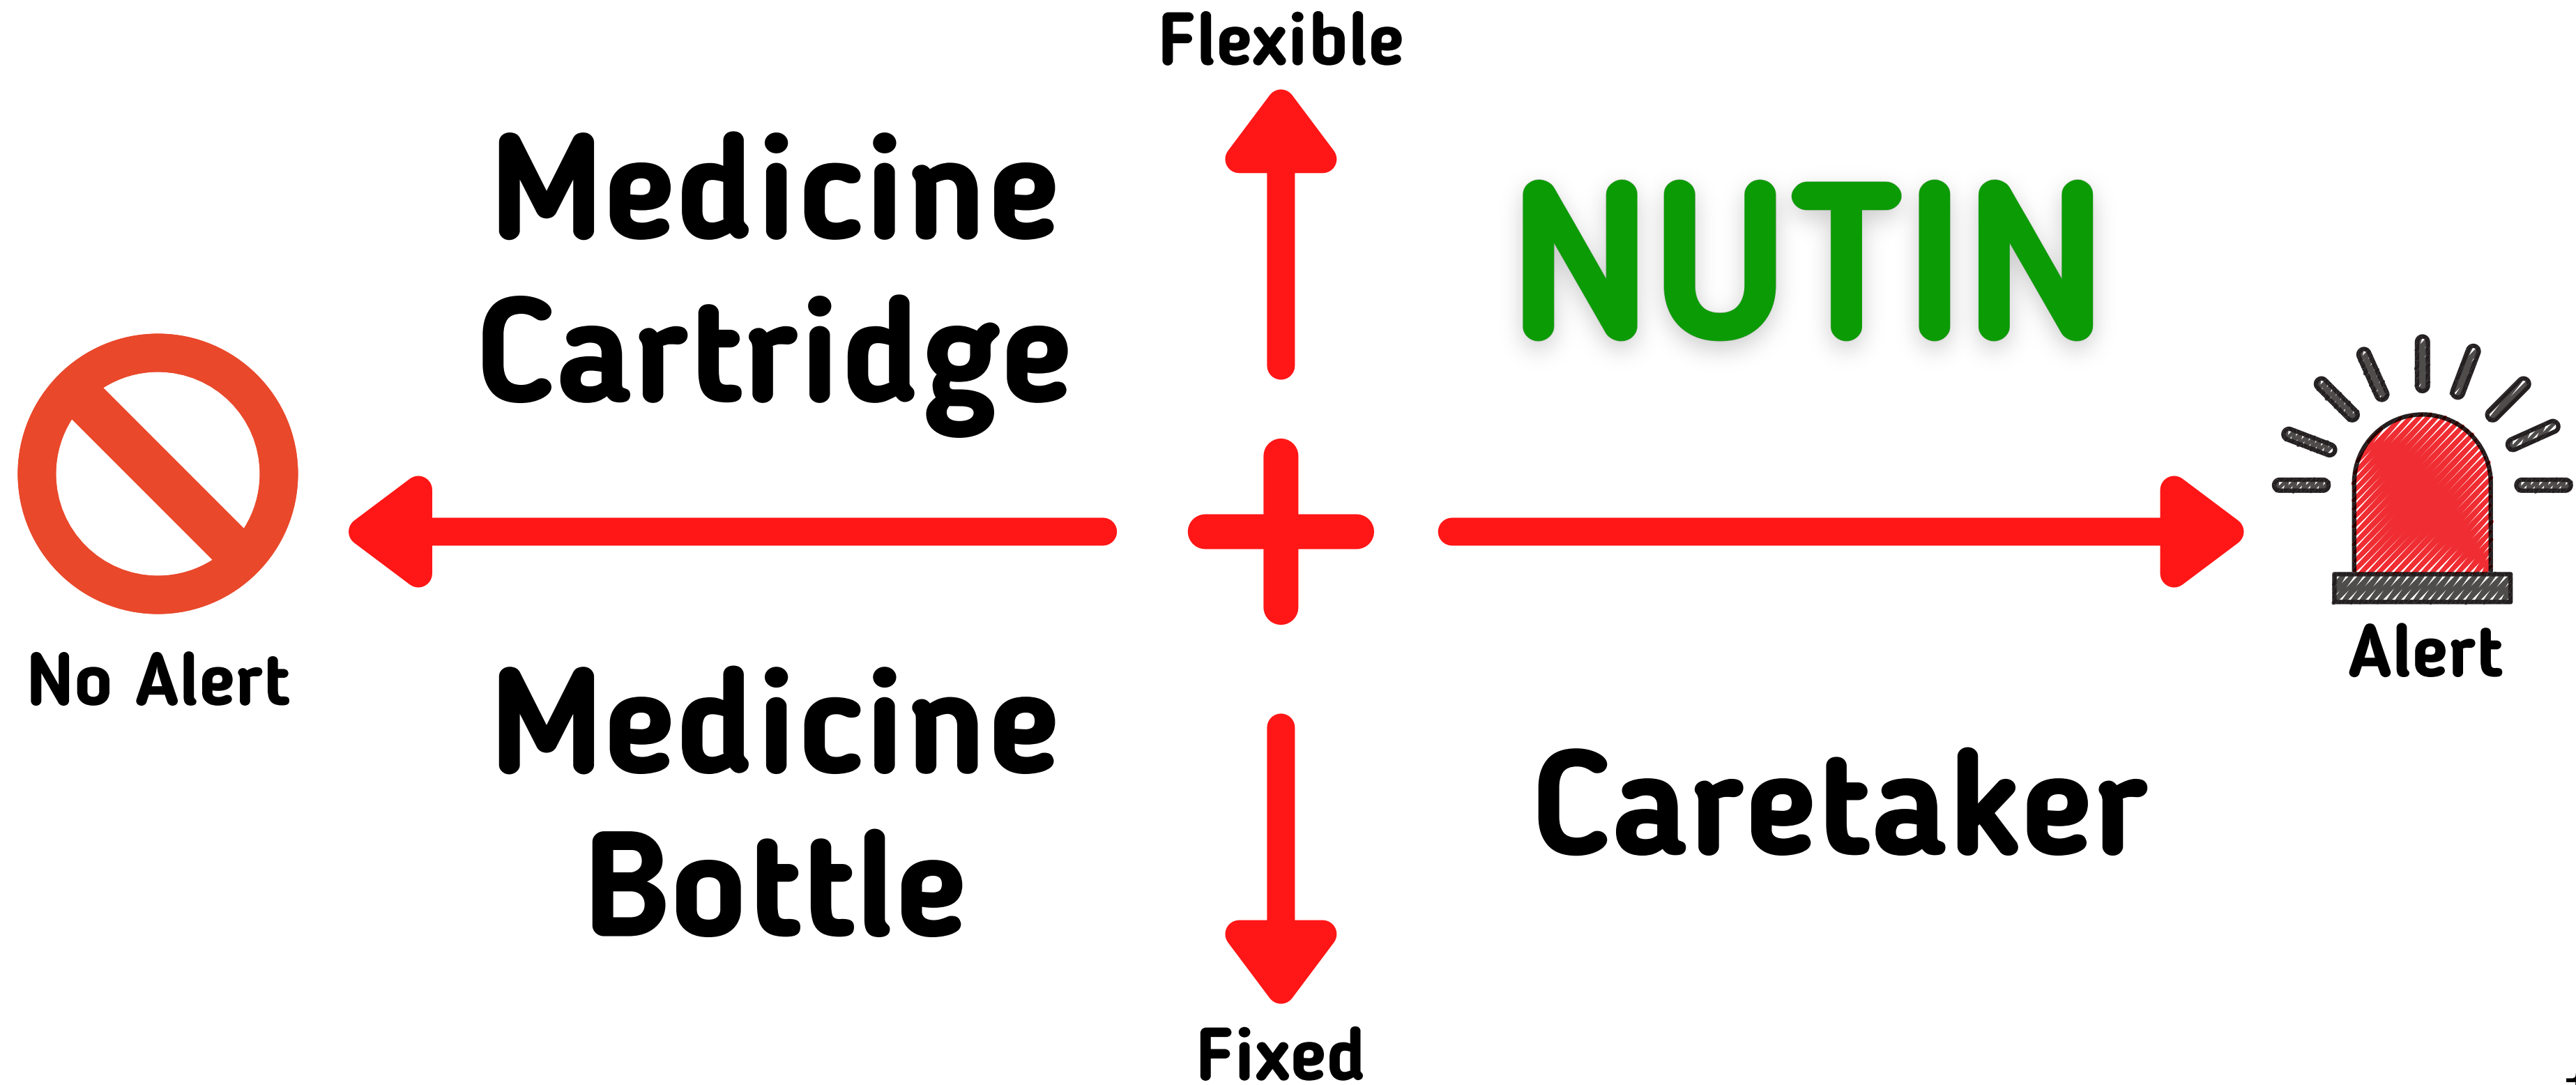 Flexible
Medicine
Cartridge
NUTIN
No Alert
Alert
Medicine
Bottle
Caretaker
Fixed